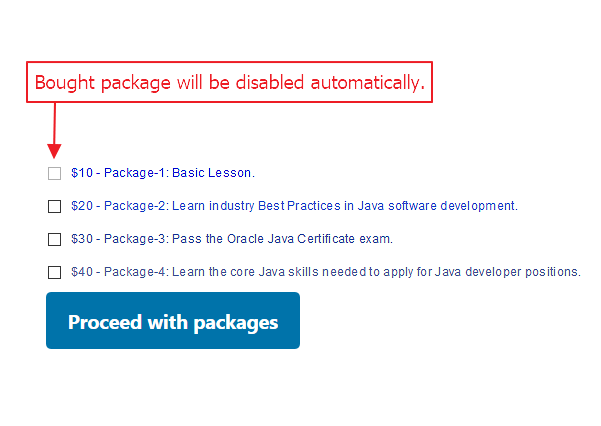 Bought package will be disabled automatically.
$10 - Package-1: Basic Lesson.
$20 - Package-2: Learn industry Best Practices in Java software development.
$30 - Package-3: Pass the Oracle Java Certificate exam.
$40 - Package-4: Learn the core Java skills needed to apply for Java developer positions.
Proceed with packages